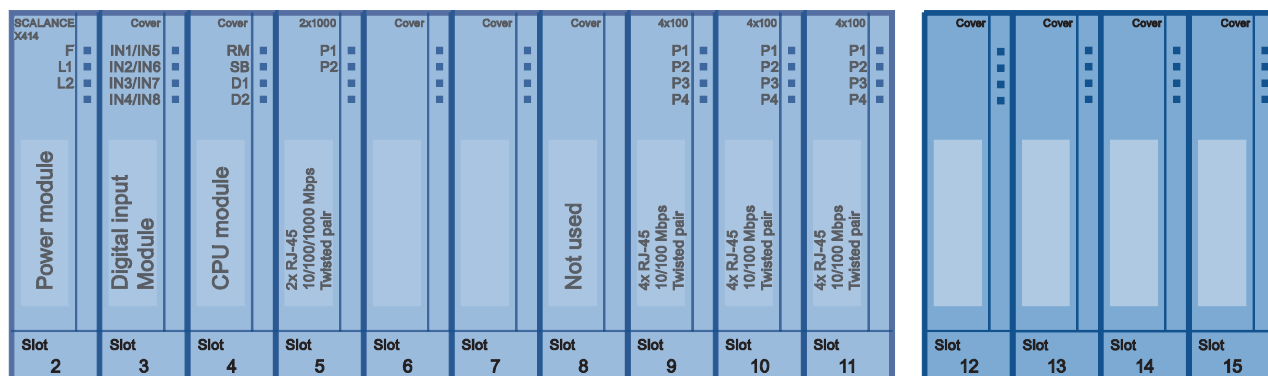 SCALANCE
X414
Cover
Cover
2x1000
Cover
Cover
Cover
4x100
4x100
4x100
Cover
Cover
Cover
Cover
F
L1
L2
IN1/IN5
IN2/IN6
IN3/IN7
IN4/IN8
RM
SB
D1
D2
P1
P2
P1
P2
P3
P4
P1
P2
P3
P4
P1
P2
P3
P4
Power module
Digital input
Module
CPU module
2x RJ-45
10/100/1000 Mbps
Twisted pair
Not used
4x RJ-45
10/100 Mbps
Twisted pair
4x RJ-45
10/100 Mbps
Twisted pair
4x RJ-45
10/100 Mbps
Twisted pair
Slot
2
Slot
3
Slot
4
Slot
5
Slot
6
Slot
7
Slot
8
Slot
9
Slot
10
Slot
11
Slot
12
Slot
13
Slot
14
Slot
15